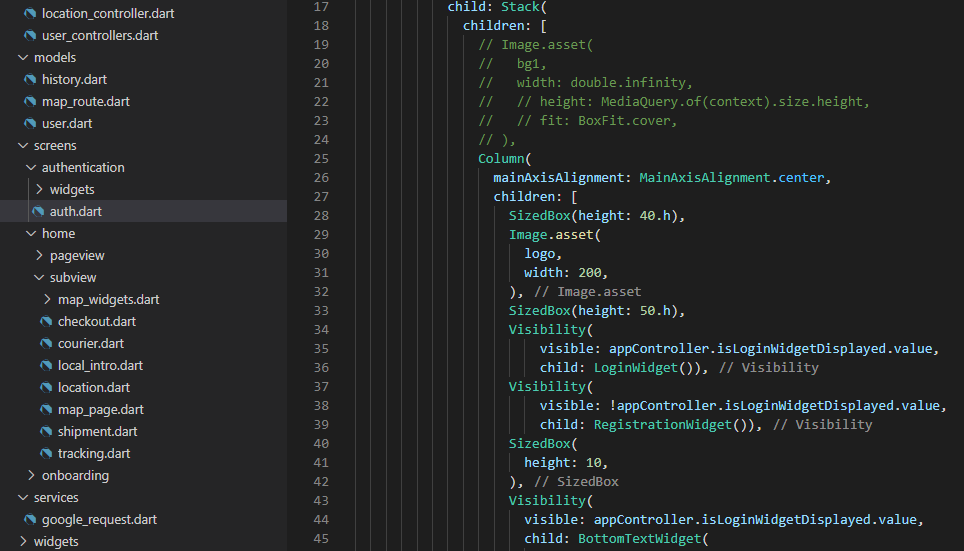 location_controller.dart
user_controllers.dart
models
history.dart
map_route.dart
user.dart
screens
authentication
widgets
auth.dart
home
pageview
subview
map_widgets.dart
checkout.dart
courier.dart
local_intro.dart
location.dart
map_page.dart
shipment.dart
tracking.dart
onboarding
services
google_request.dart
widgets
17 child: Stack(
18 children: [
19 // Image.asset(
20 //   bg1,
21 //   width: double.infinity,
22 //   // height: MediaQuery.of(context).size.height,
23 //   // fit: BoxFit.cover,
24 // ),
25 Column(
26 mainAxisAlignment: MainAxisAlignment.center,
27 children: [
28 SizedBox(height: 40.h),
29 Image.asset(
30 logo,
31 width: 200,
32 ), // Image.asset
33 SizedBox(height: 50.h),
34 Visibility(
35 visible: appController.isLoginWidgetDisplayed.value,
36 child: LoginWidget()), // Visibility
37 Visibility(
38 visible: !appController.isLoginWidgetDisplayed.value,
39 child: RegistrationWidget()), // Visibility
40 SizedBox(
41 height: 10,
42 ), // SizedBox
43 Visibility(
44 visible: appController.isLoginWidgetDisplayed.value,
45 child: BottomTextWidget(